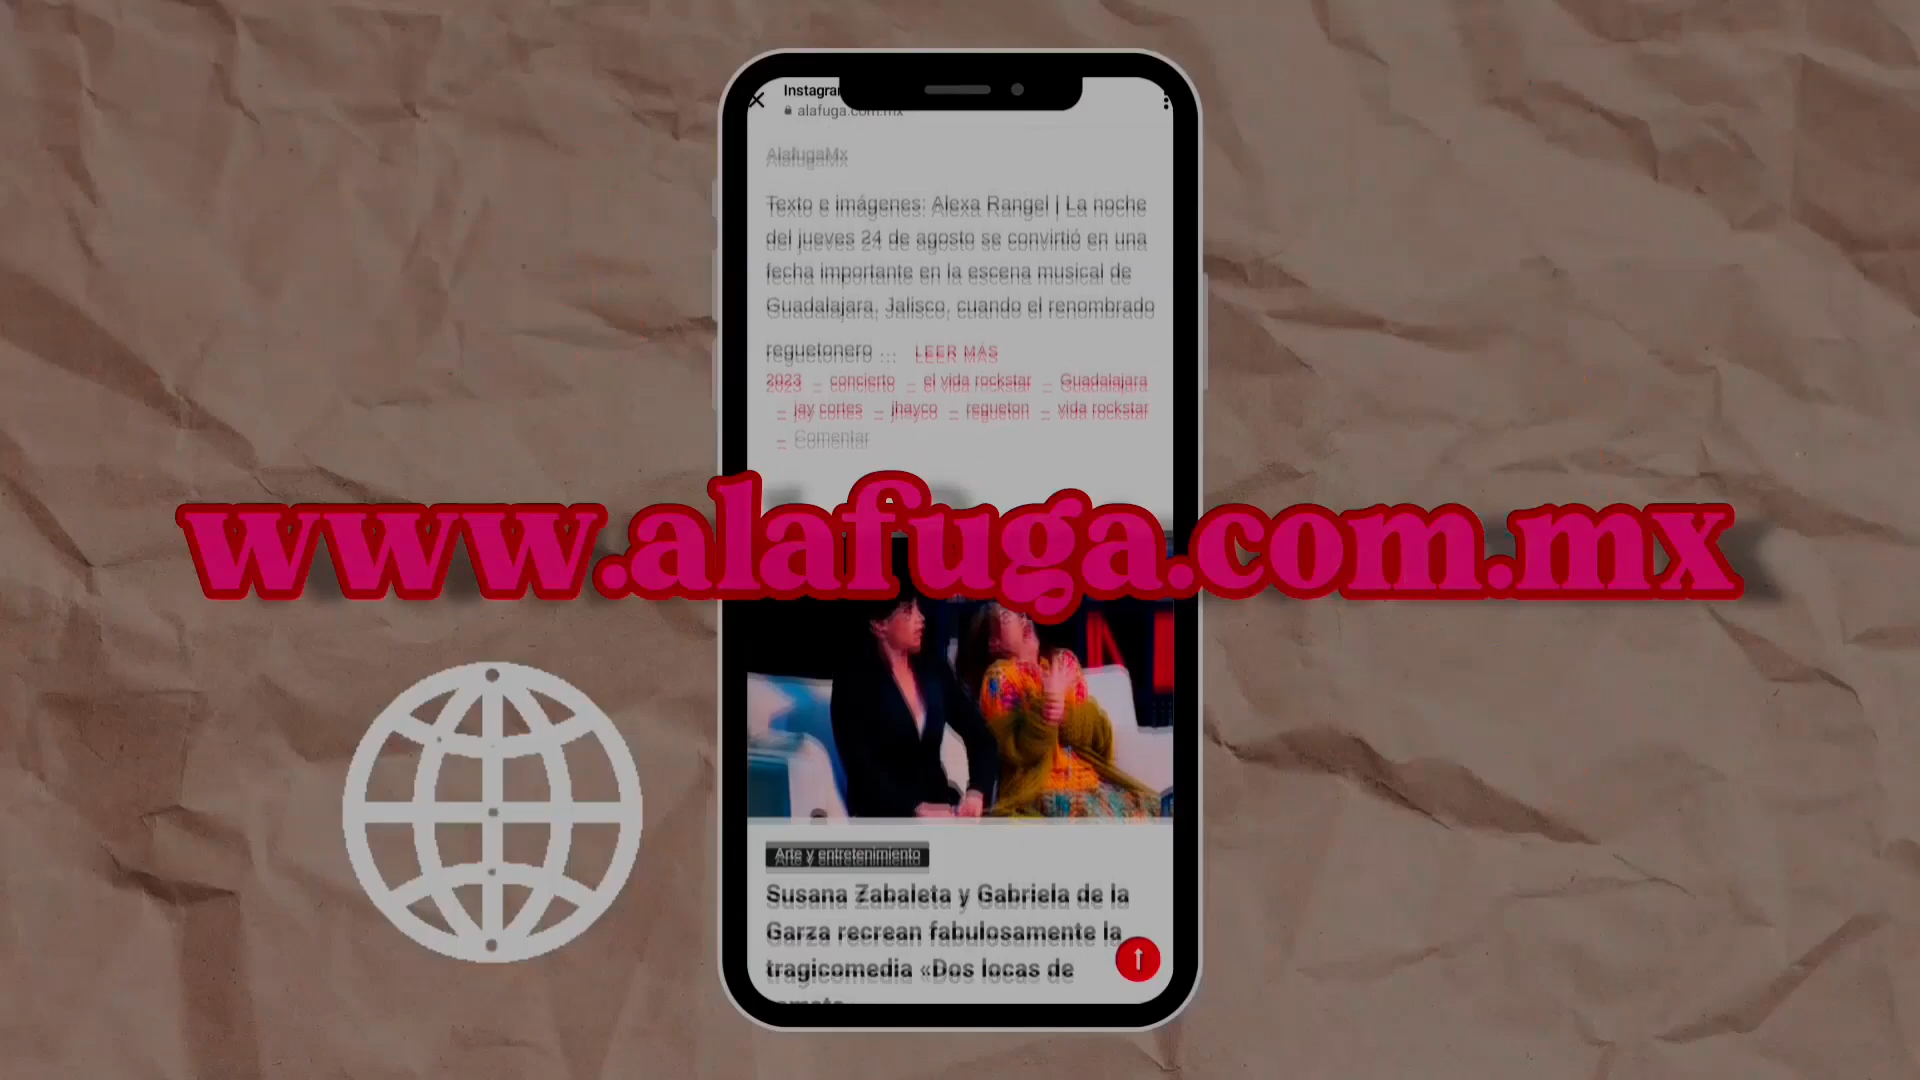 Instagram
alafuga.com.mx
AlafugaMx
Texto e imágenes: Alexa Rangel | La noche
del jueves 24 de agosto se convirtió en una
fecha importante en la escena musical de
Guadalajara, Jalisco, cuando el renombrado
reguetonero ... LEER MÁS
2023 – concierto – el vida rockstar – Guadalajara
– jay cortes – jhayco – regueton – vida rockstar
– Comentar
www.alafuga.com.mx
Arte y entretenimiento
Susana Zabaleta y Gabriela de la
Garza recrean fabulosamente la
tragicomedia «Dos locas de